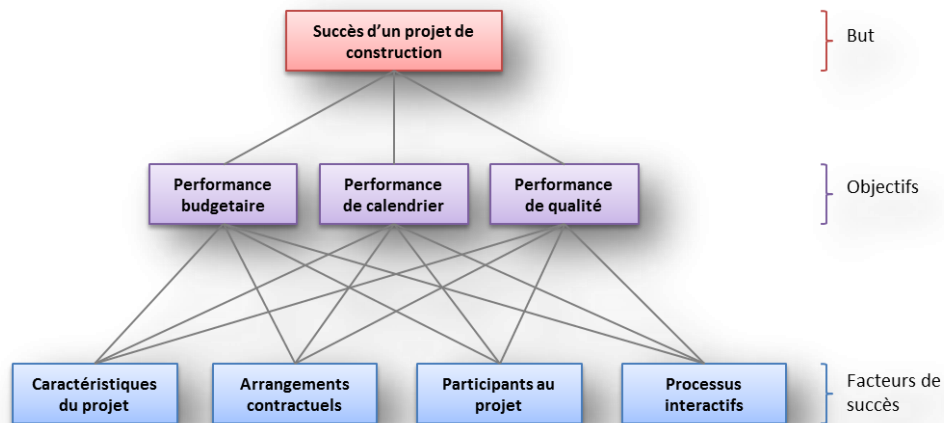 Succès d'un projet de
construction
But
Performance
budgetaire
Performance
de calendrier
Performance
de qualité
Objectifs
Caractéristiques
du projet
Arrangements
contractuels
Participants au
projet
Processus
interactifs
Facteurs de
succès